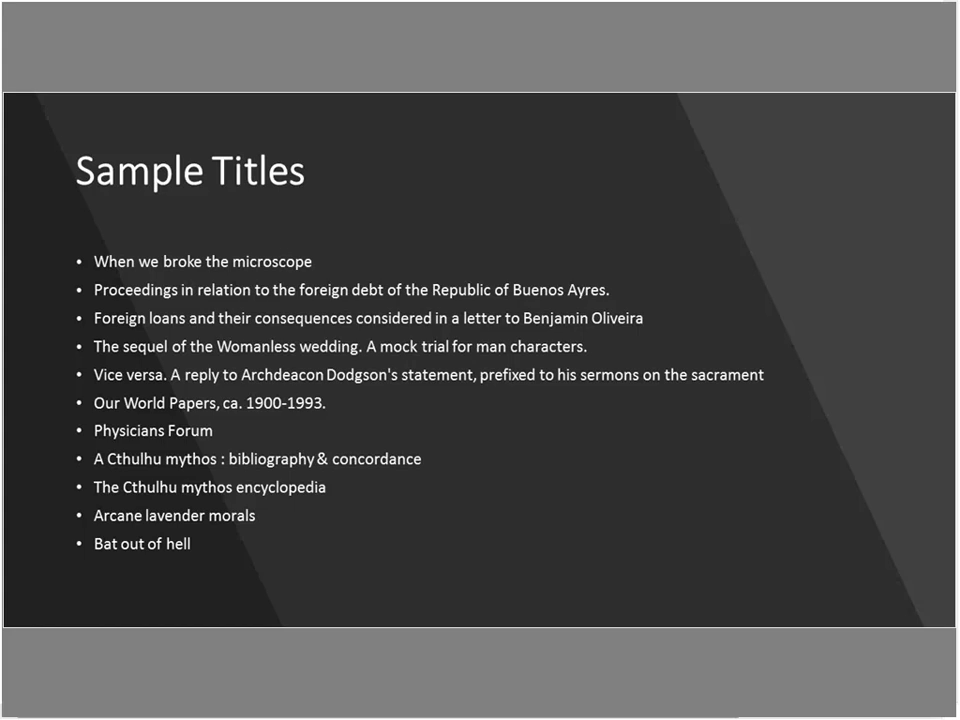 Sample Titles
• When we broke the microscope
• Proceedings in relation to the foreign debt of the Republic of Buenos Ayres.
• Foreign loans and their consequences considered in a letter to Benjamin Oliveira
• The sequel of the Womanless wedding. A mock trial for man characters.
• Vice versa. A reply to Archdeacon Dodgson's statement, prefixed to his sermons on the sacrament
• Our World Papers, ca. 1900-1993.
• Physicians Forum
• A Cthulhu mythos : bibliography & concordance
• The Cthulhu mythos encyclopedia
• Arcane lavender morals
• Bat out of hell